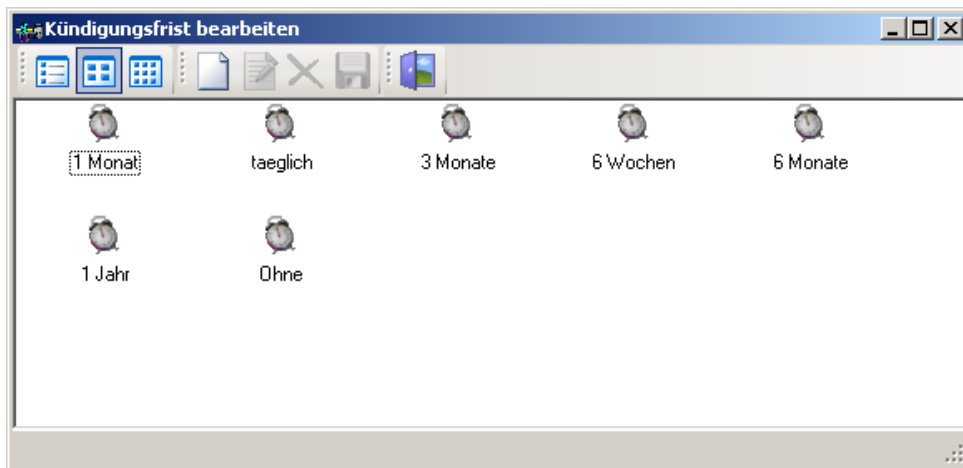 Kündigungsfrist bearbeiten
1 Monat taeglich 3 Monate 6 Wochen 6 Monate
1 Jahr Ohne